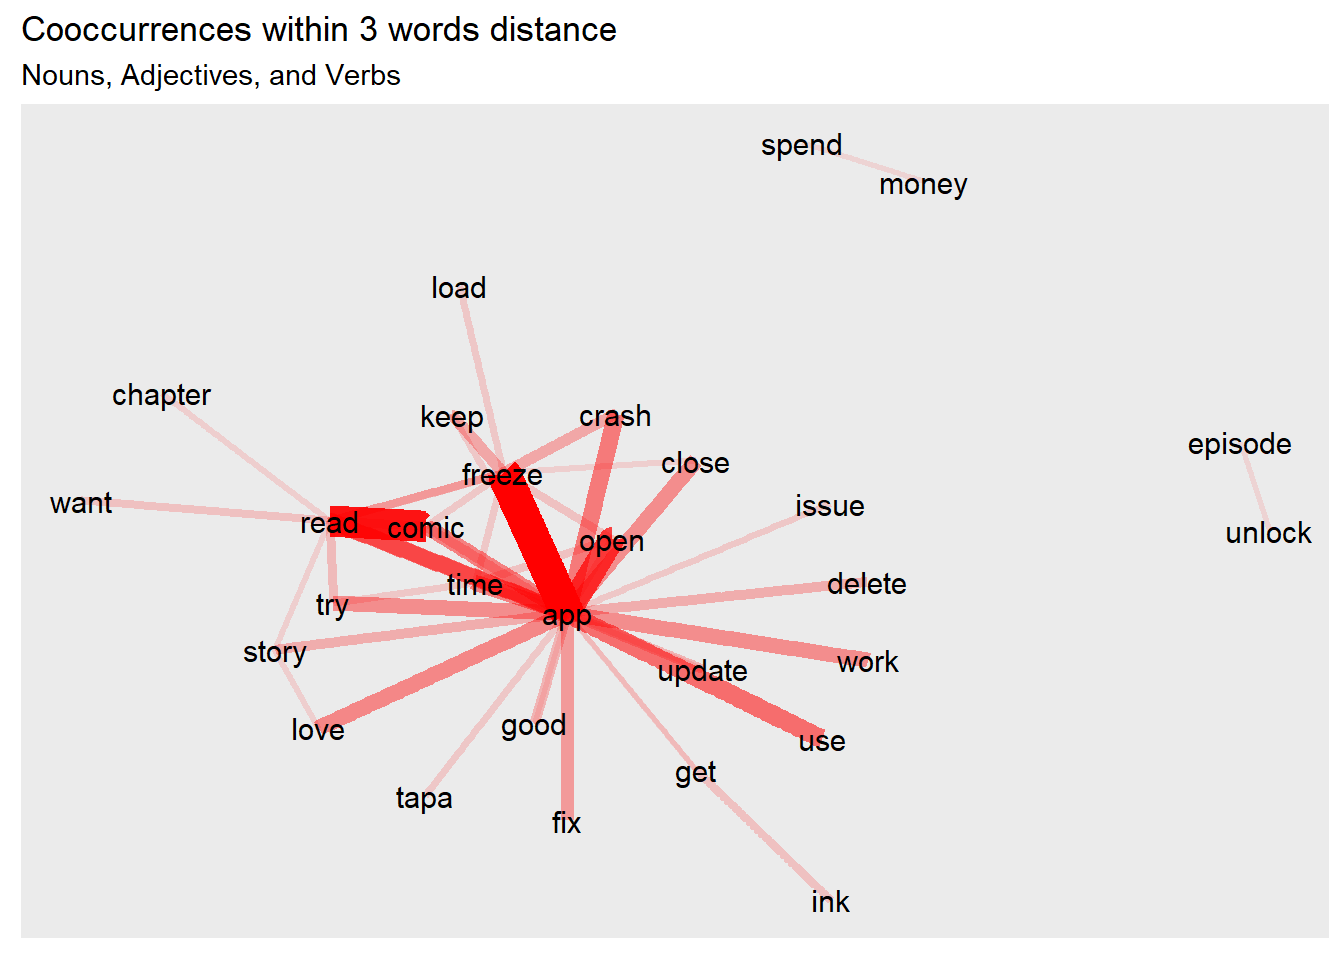 Cooccurrences within 3 words distance
Nouns, Adjectives, and Verbs
spend
money
load
chapter
keep
crash
episode
close
freeze
want
issue
read
comic
unlock
open
time
delete
try
app
story
work
update
love
good
use
get
tapa
fix
ink